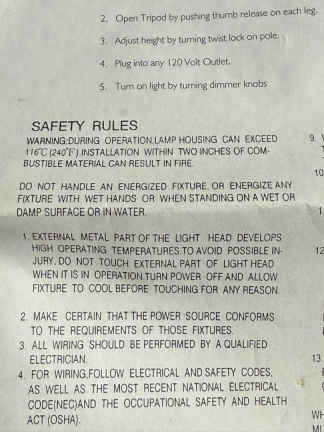 2. Open Tripod by pushing thumb release on each leg.
3. Adjust height by turning twist lock on pole.
4. Plug into any 120 Volt Outlet.
5. Turn on light by turning dimmer knobs
SAFETY RULES
WARNING:DURING OPERATION,LAMP HOUSING CAN EXCEED
116℃(240℉).INSTALLATION WITHIN TWO INCHES OF COM-
BUSTIBLE MATERIAL CAN RESULT IN FIRE.
DO NOT HANDLE AN ENERGIZED FIXTURE, OR ENERGIZE ANY
FIXTURE WITH WET HANDS OR WHEN STANDING ON A WET OR
DAMP SURFACE OR IN WATER.
1. EXTERNAL METAL PART OF THE LIGHT HEAD DEVELOPS
HIGH OPERATING TEMPERATURES.TO AVOID POSSIBLE IN-
JURY, DO NOT TOUCH EXTERNAL PART OF LIGHT HEAD
WHEN IT IS IN OPERATION.TURN POWER OFF AND ALLOW
FIXTURE TO COOL BEFORE TOUCHING FOR ANY REASON.
2. MAKE CERTAIN THAT THE POWER SOURCE CONFORMS
TO THE REQUIREMENTS OF THOSE FIXTURES.
3. ALL WIRING SHOULD BE PERFORMED BY A QUALIFIED
ELECTRICIAN.
4. FOR WIRING,FOLLOW ELECTRICAL AND SAFETY CODES,
AS WELL AS THE MOST RECENT NATIONAL ELECTRICAL
CODE(NEC)AND THE OCCUPATIONAL SAFETY AND HEALTH
ACT (OSHA).
9.
10
12
13